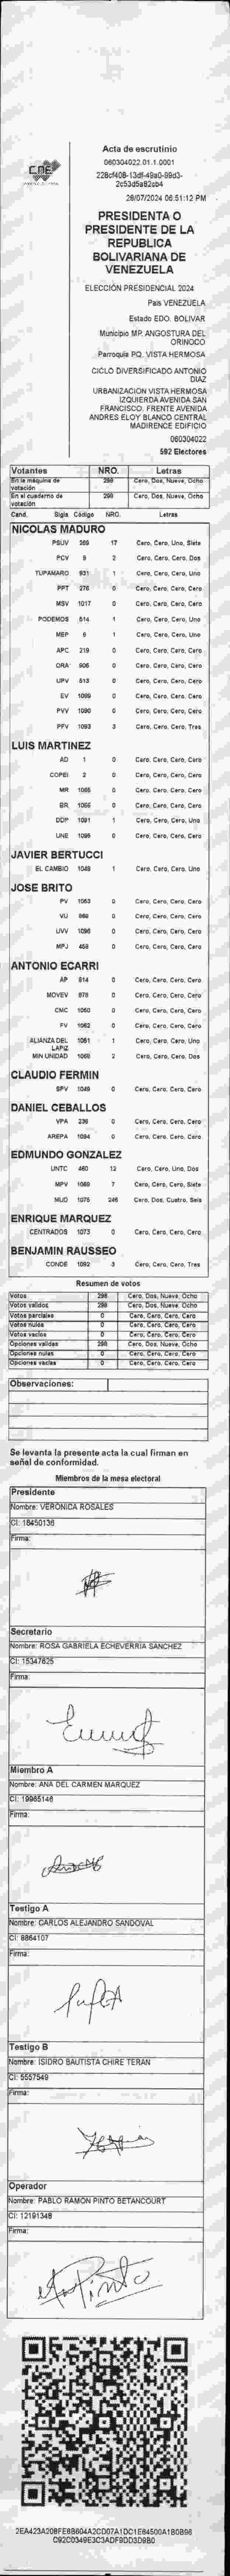 Acta de escrutinio
CNE
060304022.01.1.0001
228cf408-13df-49a0-99d3-
2c53d5a82cb4
28/07/2024 06:51:12 PM
PRESIDENTA O
PRESIDENTE DE LA
REPUBLICA
BOLIVARIANA DE
VENEZUELA
ELECCIÓN PRESIDENCIAL 2024
País VENEZUELA
Estado EDO. BOLIVAR
Municipio MP. ANGOSTURA DEL
ORINOCO
Parroquia PQ. VISTA HERMOSA
CICLO DIVERSIFICADO ANTONIO
DIAZ
URBANIZACION VISTA HERMOSA
IZQUIERDA AVENIDA SAN
FRANCISCO. FRENTE AVENIDA
ANDRES ELOY BLANCO CENTRAL
MADIRENCE EDIFICIO
060304022
592 Electores
Votantes NRO. Letras
En la máquina de votación 298 Cero, Dos, Nueve, Ocho
En el cuaderno de votación 298 Cero, Dos, Nueve, Ocho
Cand. Sigla Código NRO. Letras
NICOLAS MADURO
PSUV 269 17 Cero, Cero, Uno, Siete
PCV 9 2 Cero, Cero, Cero, Dos
TUPAMARO 931 1 Cero, Cero, Cero, Uno
PPT 276 0 Cero, Cero, Cero, Cero
MSV 1017 0 Cero, Cero, Cero, Cero
PODEMOS 514 1 Cero, Cero, Cero, Uno
MEP 6 1 Cero, Cero, Cero, Uno
APC 219 0 Cero, Cero, Cero, Cero
ORA 906 0 Cero, Cero, Cero, Cero
UPV 513 0 Cero, Cero, Cero, Cero
EV 1089 0 Cero, Cero, Cero, Cero
PVV 1090 0 Cero, Cero, Cero, Cero
PFV 1093 3 Cero, Cero, Cero, Tres
LUIS MARTINEZ
AD 1 0 Cero, Cero, Cero, Cero
COPEI 2 0 Cero, Cero, Cero, Cero
MR 1065 0 Cero, Cero, Cero, Cero
BR 1066 0 Cero, Cero, Cero, Cero
DDP 1091 1 Cero, Cero, Cero, Uno
UNE 1095 0 Cero, Cero, Cero, Cero
JAVIER BERTUCCI
EL CAMBIO 1048 1 Cero, Cero, Cero, Uno
JOSE BRITO
PV 1053 0 Cero, Cero, Cero, Cero
VU 868 0 Cero, Cero, Cero, Cero
UVV 1096 0 Cero, Cero, Cero, Cero
MPJ 458 0 Cero, Cero, Cero, Cero
ANTONIO ECARRI
AP 814 0 Cero, Cero, Cero, Cero
MOVEV 978 0 Cero, Cero, Cero, Cero
CMC 1050 0 Cero, Cero, Cero, Cero
FV 1062 0 Cero, Cero, Cero, Cero
ALIANZA DEL LAPIZ 1051 1 Cero, Cero, Cero, Uno
MIN UNIDAD 1068 2 Cero, Cero, Cero, Dos
CLAUDIO FERMIN
SPV 1049 0 Cero, Cero, Cero, Cero
DANIEL CEBALLOS
VPA 239 0 Cero, Cero, Cero, Cero
AREPA 1094 0 Cero, Cero, Cero, Cero
EDMUNDO GONZALEZ
UNTC 460 12 Cero, Cero, Uno, Dos
MPV 1069 7 Cero, Cero, Cero, Siete
MUD 1075 246 Cero, Dos, Cuatro, Seis
ENRIQUE MARQUEZ
CENTRADOS 1073 0 Cero, Cero, Cero, Cero
BENJAMIN RAUSSEO
CONDE 1092 3 Cero, Cero, Cero, Tres
Resumen de votos
Votos 298 Cero, Dos, Nueve, Ocho
Votos validos 298 Cero, Dos, Nueve, Ocho
Votos parciales 0 Cero, Cero, Cero, Cero
Votos nulos 0 Cero, Cero, Cero, Cero
Votos vacios 0 Cero, Cero, Cero, Cero
Opciones validas 298 Cero, Dos, Nueve, Ocho
Opciones nulas 0 Cero, Cero, Cero, Cero
Opciones vacias 0 Cero, Cero, Cero, Cero
Observaciones:
Se levanta la presente acta la cual firman en
señal de conformidad.
Miembros de la mesa electoral
Presidente
Nombre: VERONICA ROSALES
CI: 18450136
Firma:
Secretario
Nombre: ROSA GABRIELA ECHEVERRIA SANCHEZ
CI: 15347625
Firma:
Miembro A
Nombre: ANA DEL CARMEN MARQUEZ
CI: 19965146
Firma:
Testigo A
Nombre: CARLOS ALEJANDRO SANDOVAL
CI: 8864107
Firma:
Testigo B
Nombre: ISIDRO BAUTISTA CHIRE TERAN
CI: 5557549
Firma:
Operador
Nombre: PABLO RAMON PINTO BETANCOURT
CI: 12191348
Firma:
2EA423A208FE6B604A2CD07A1DC1E64500A1B0B96
C92C0349E3C3ADF9DD3D9B0